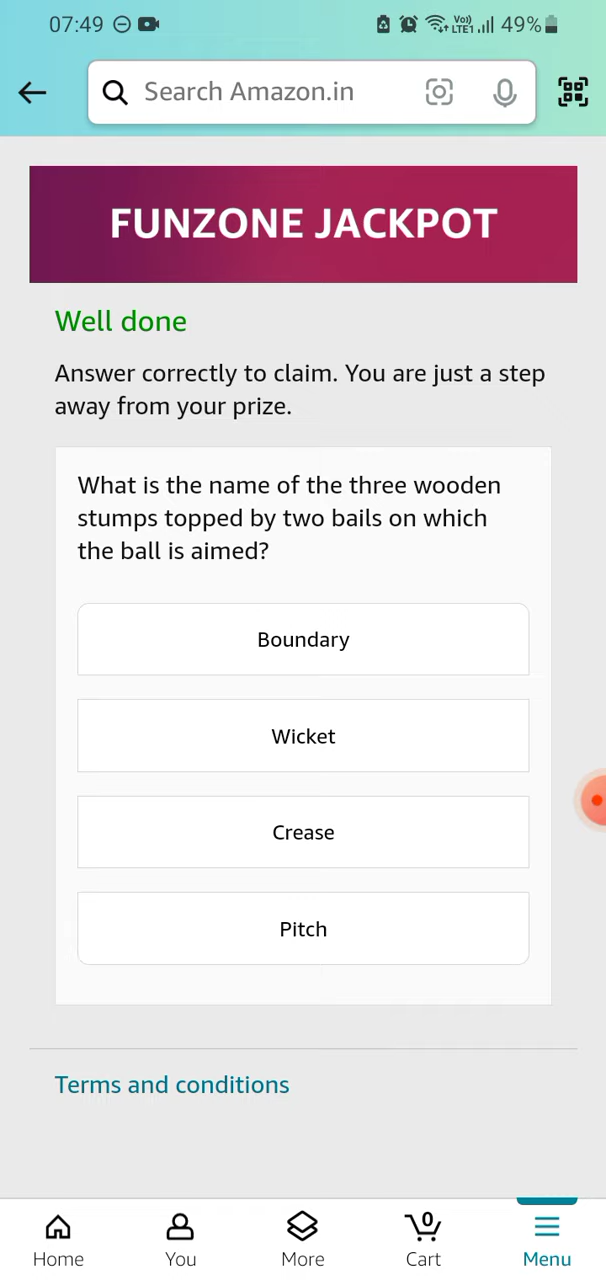 07:49
Vo)) LTE1 49%
Search Amazon.in
FUNZONE JACKPOT
Well done
Answer correctly to claim. You are just a step
away from your prize.
What is the name of the three wooden
stumps topped by two bails on which
the ball is aimed?
Boundary
Wicket
Crease
Pitch
Terms and conditions
0
Home You More Cart Menu